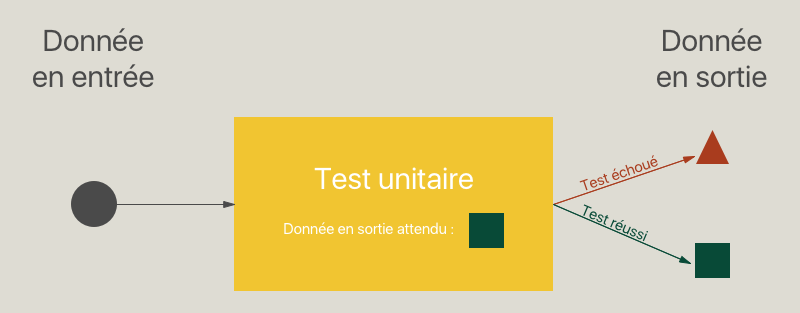 Donnée
en entrée
Donnée
en sortie
Test unitaire
Donnée en sortie attendu :
Test échoué
Test réussi